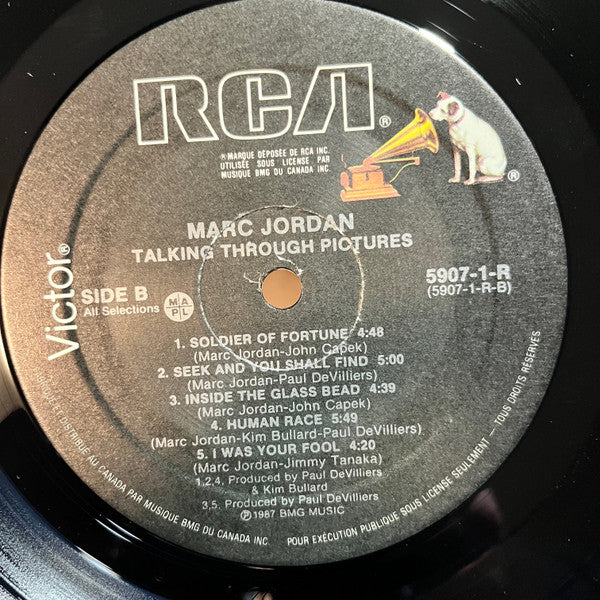 RCA®
® MARQUE DÉPOSÉE DE RCA INC.
UTILISÉE SOUS LICENSE PAR
MUSIQUE BMG DU CANADA INC.
®
Victor®
MARC JORDAN
TALKING THROUGH PICTURES
SIDE B
All Selections
MAPL
5907-1-R
(5907-1-R-B)
1. SOLDIER OF FORTUNE 4:48
(Marc Jordan-John Capek)
2. SEEK AND YOU SHALL FIND 5:00
(Marc Jordan-Paul DeVilliers)
3. INSIDE THE GLASS BEAD 4:39
(Marc Jordan-John Capek)
4. HUMAN RACE 5:49
(Marc Jordan-Kim Bullard-Paul DeVilliers)
5. I WAS YOUR FOOL 4:20
(Marc Jordan-Jimmy Tanaka)
1,2,4, Produced by Paul DeVilliers
& Kim Bullard
3,5. Produced by Paul DeVilliers
℗1987 BMG MUSIC
DISTRIBUÉ AU CANADA PAR MUSIQUE BMG DU CANADA INC.
POUR EXÉCUTION PUBLIQUE SOUS LICENSE SEULEMENT — TOUS DROITS RÉSERVÉS